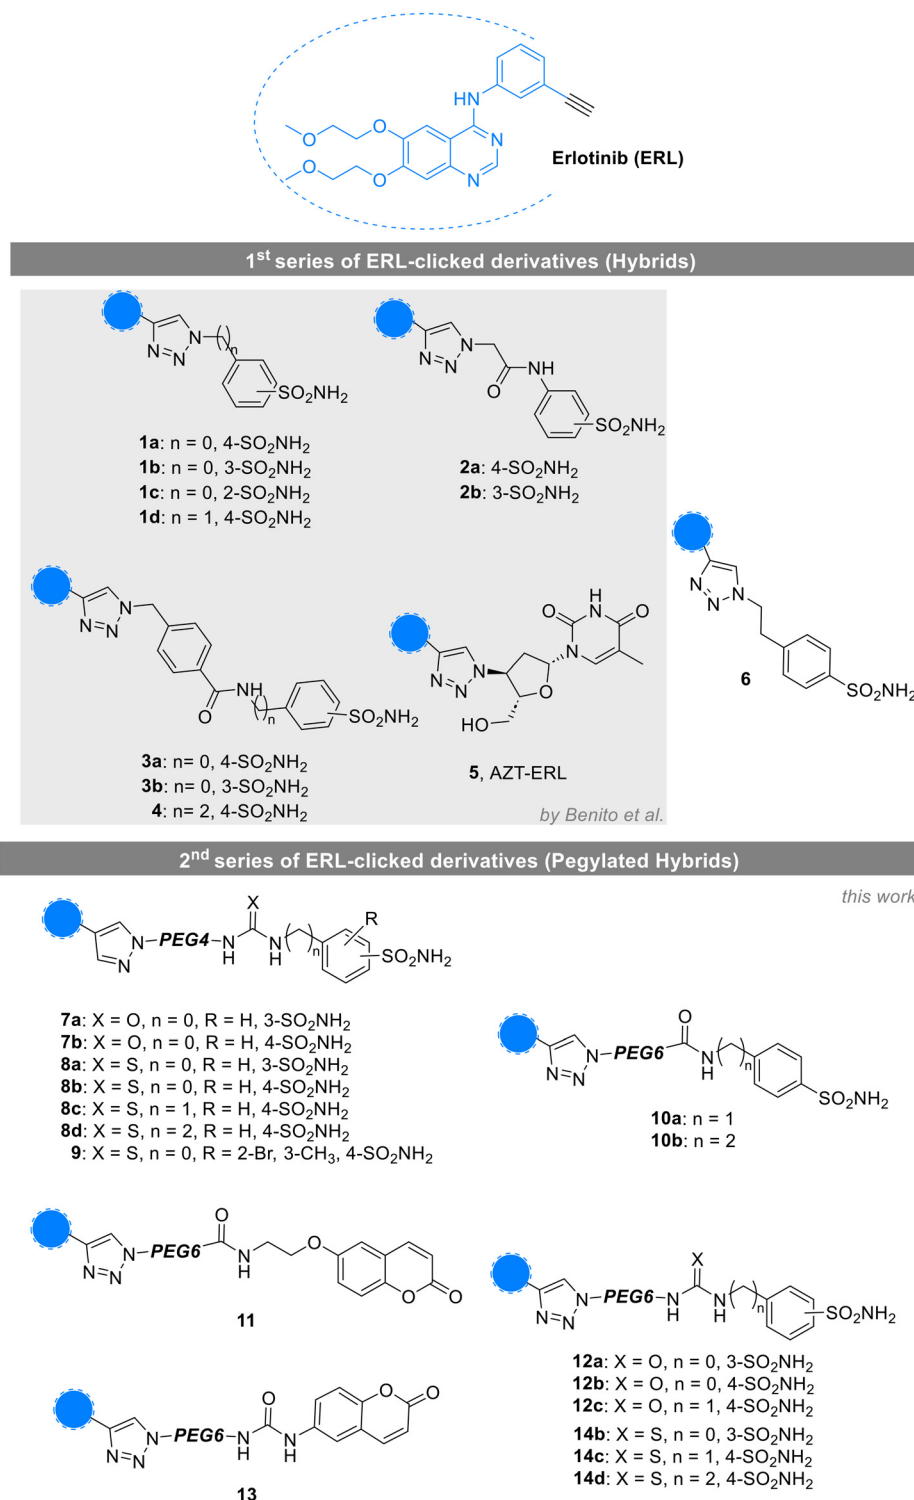 HN
O
O
O
O
N
N
Erlotinib (ERL)
1st series of ERL-clicked derivatives (Hybrids)
N
N
N
n
SO2NH2
1a: n = 0, 4-SO2NH2
1b: n = 0, 3-SO2NH2
1c: n = 0, 2-SO2NH2
1d: n = 1, 4-SO2NH2
N
N
N
O
NH
SO2NH2
2a: 4-SO2NH2
2b: 3-SO2NH2
N
N
N
O
NH
n
SO2NH2
3a: n= 0, 4-SO2NH2
3b: n= 0, 3-SO2NH2
4: n= 2, 4-SO2NH2
N
N
N
O
NH
O
N
O
HO
5, AZT-ERL
by Benito et al.
N
N
N
SO2NH2
6
2nd series of ERL-clicked derivatives (Pegylated Hybrids)
this work
N
N
PEG4
N
H
X
N
H
n
R
SO2NH2
7a: X = O, n = 0, R = H, 3-SO2NH2
7b: X = O, n = 0, R = H, 4-SO2NH2
8a: X = S, n = 0, R = H, 3-SO2NH2
8b: X = S, n = 0, R = H, 4-SO2NH2
8c: X = S, n = 1, R = H, 4-SO2NH2
8d: X = S, n = 2, R = H, 4-SO2NH2
9: X = S, n = 0, R = 2-Br, 3-CH3, 4-SO2NH2
N
N
N
PEG6
O
N
H
n
SO2NH2
10a: n = 1
10b: n = 2
N
N
N
PEG6
O
N
H
O
O
O
11
N
N
N
PEG6
N
H
X
N
H
n
SO2NH2
12a: X = O, n = 0, 3-SO2NH2
12b: X = O, n = 0, 4-SO2NH2
12c: X = O, n = 1, 4-SO2NH2
14b: X = S, n = 0, 3-SO2NH2
14c: X = S, n = 1, 4-SO2NH2
14d: X = S, n = 2, 4-SO2NH2
N
N
N
PEG6
N
H
O
N
H
O
O
13